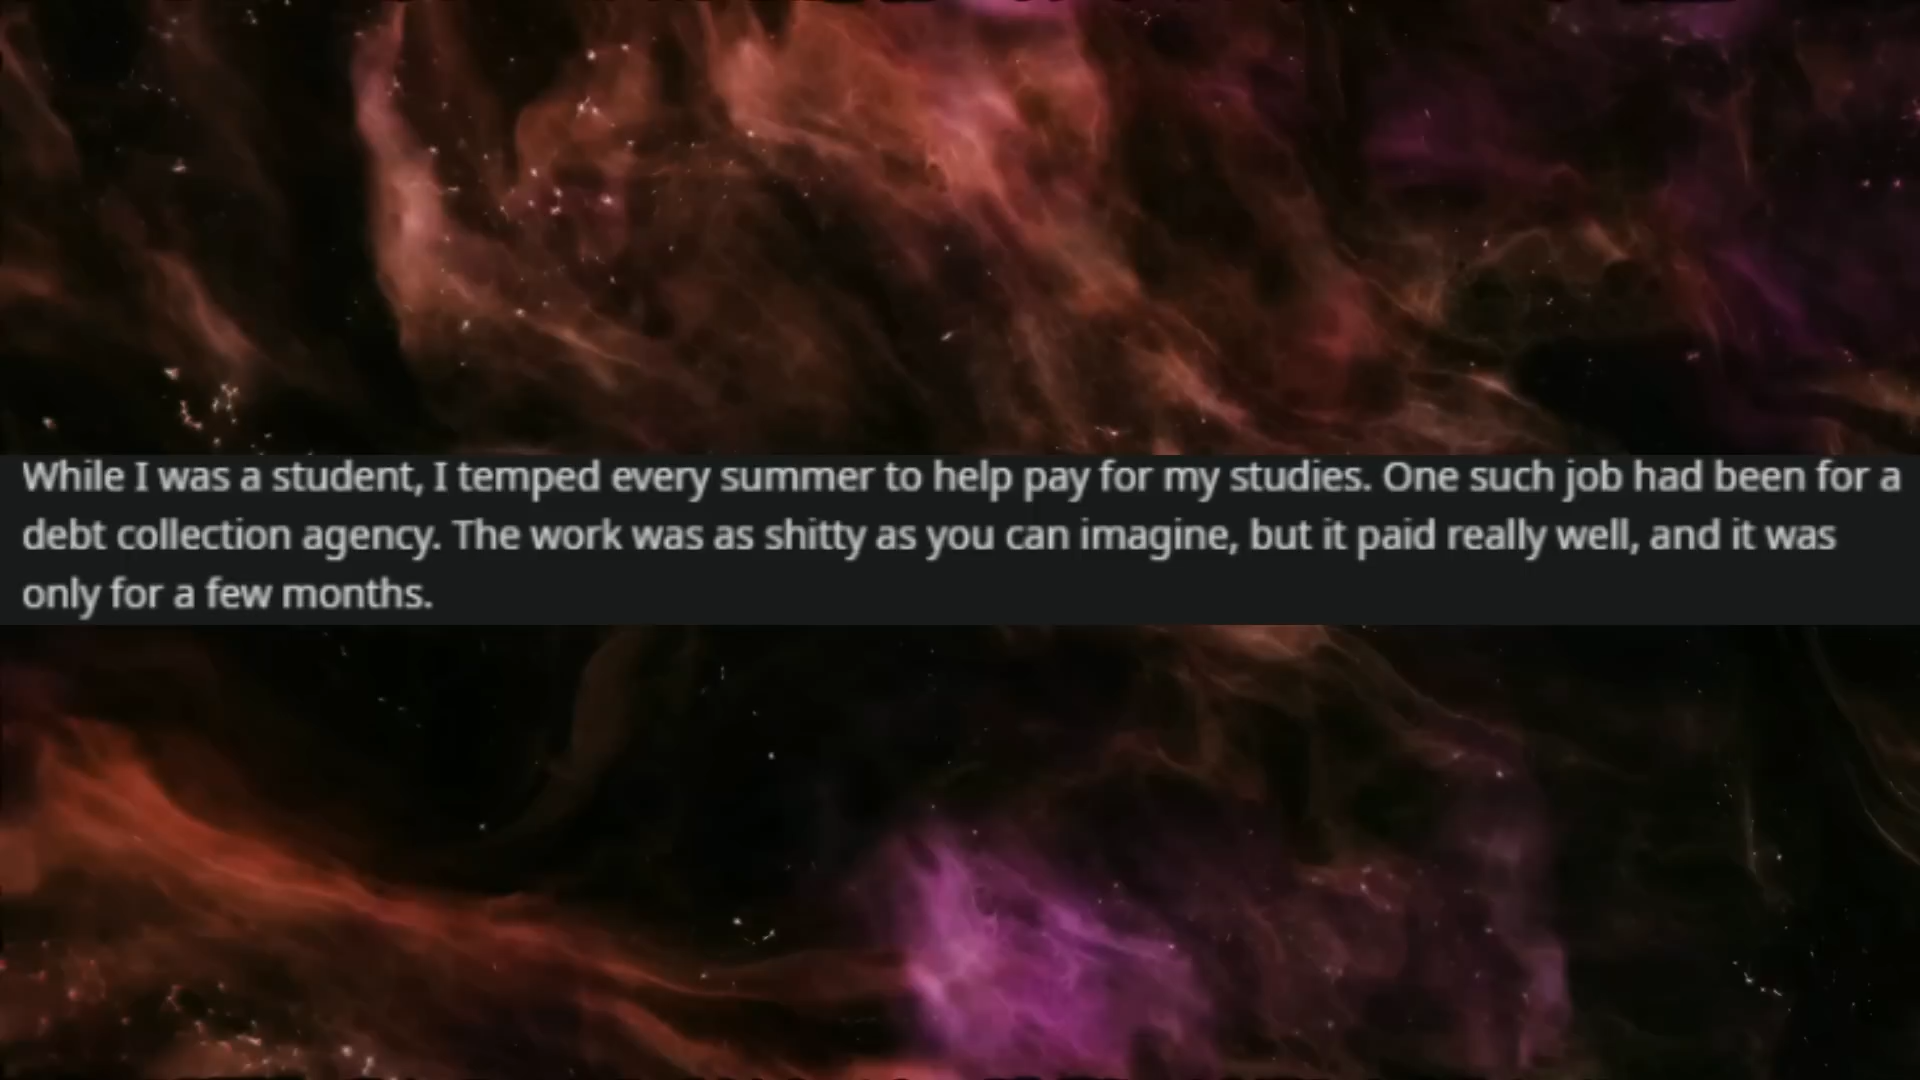 While I was a student, I temped every summer to help pay for my studies. One such job had been for a
debt collection agency. The work was as shitty as you can imagine, but it paid really well, and it was
only for a few months.